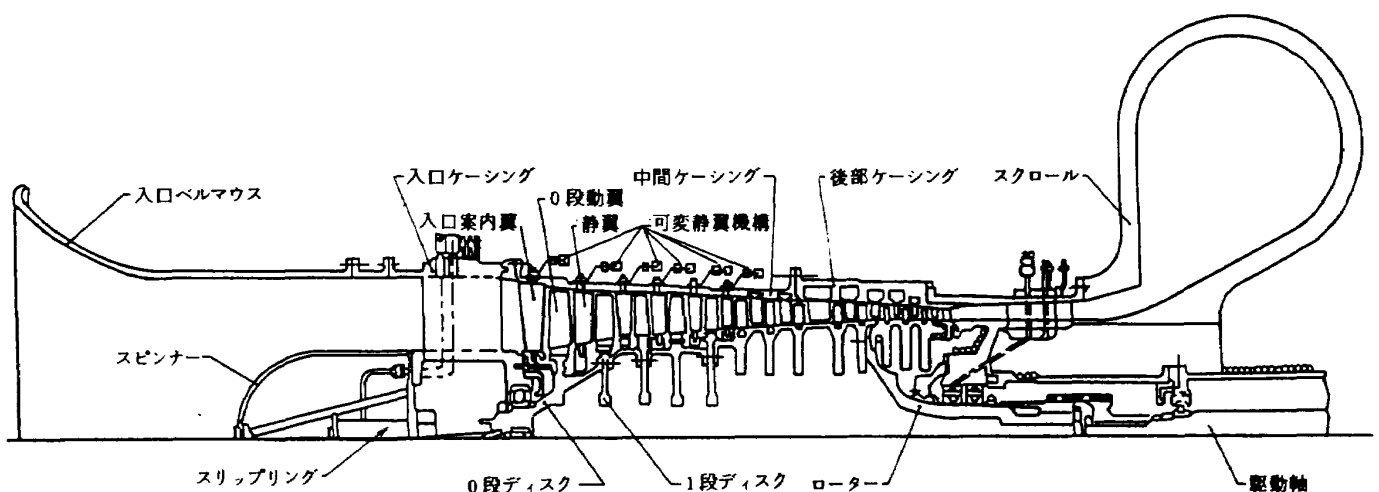 入口ベルマウス
入口ケーシング
0段動翼
入口案内翼
静翼
可変静翼機構
中間ケーシング
後部ケーシング
スクロール
スピンナー
スリップリング
0段ディスク
1段ディスク
ローター
駆動軸